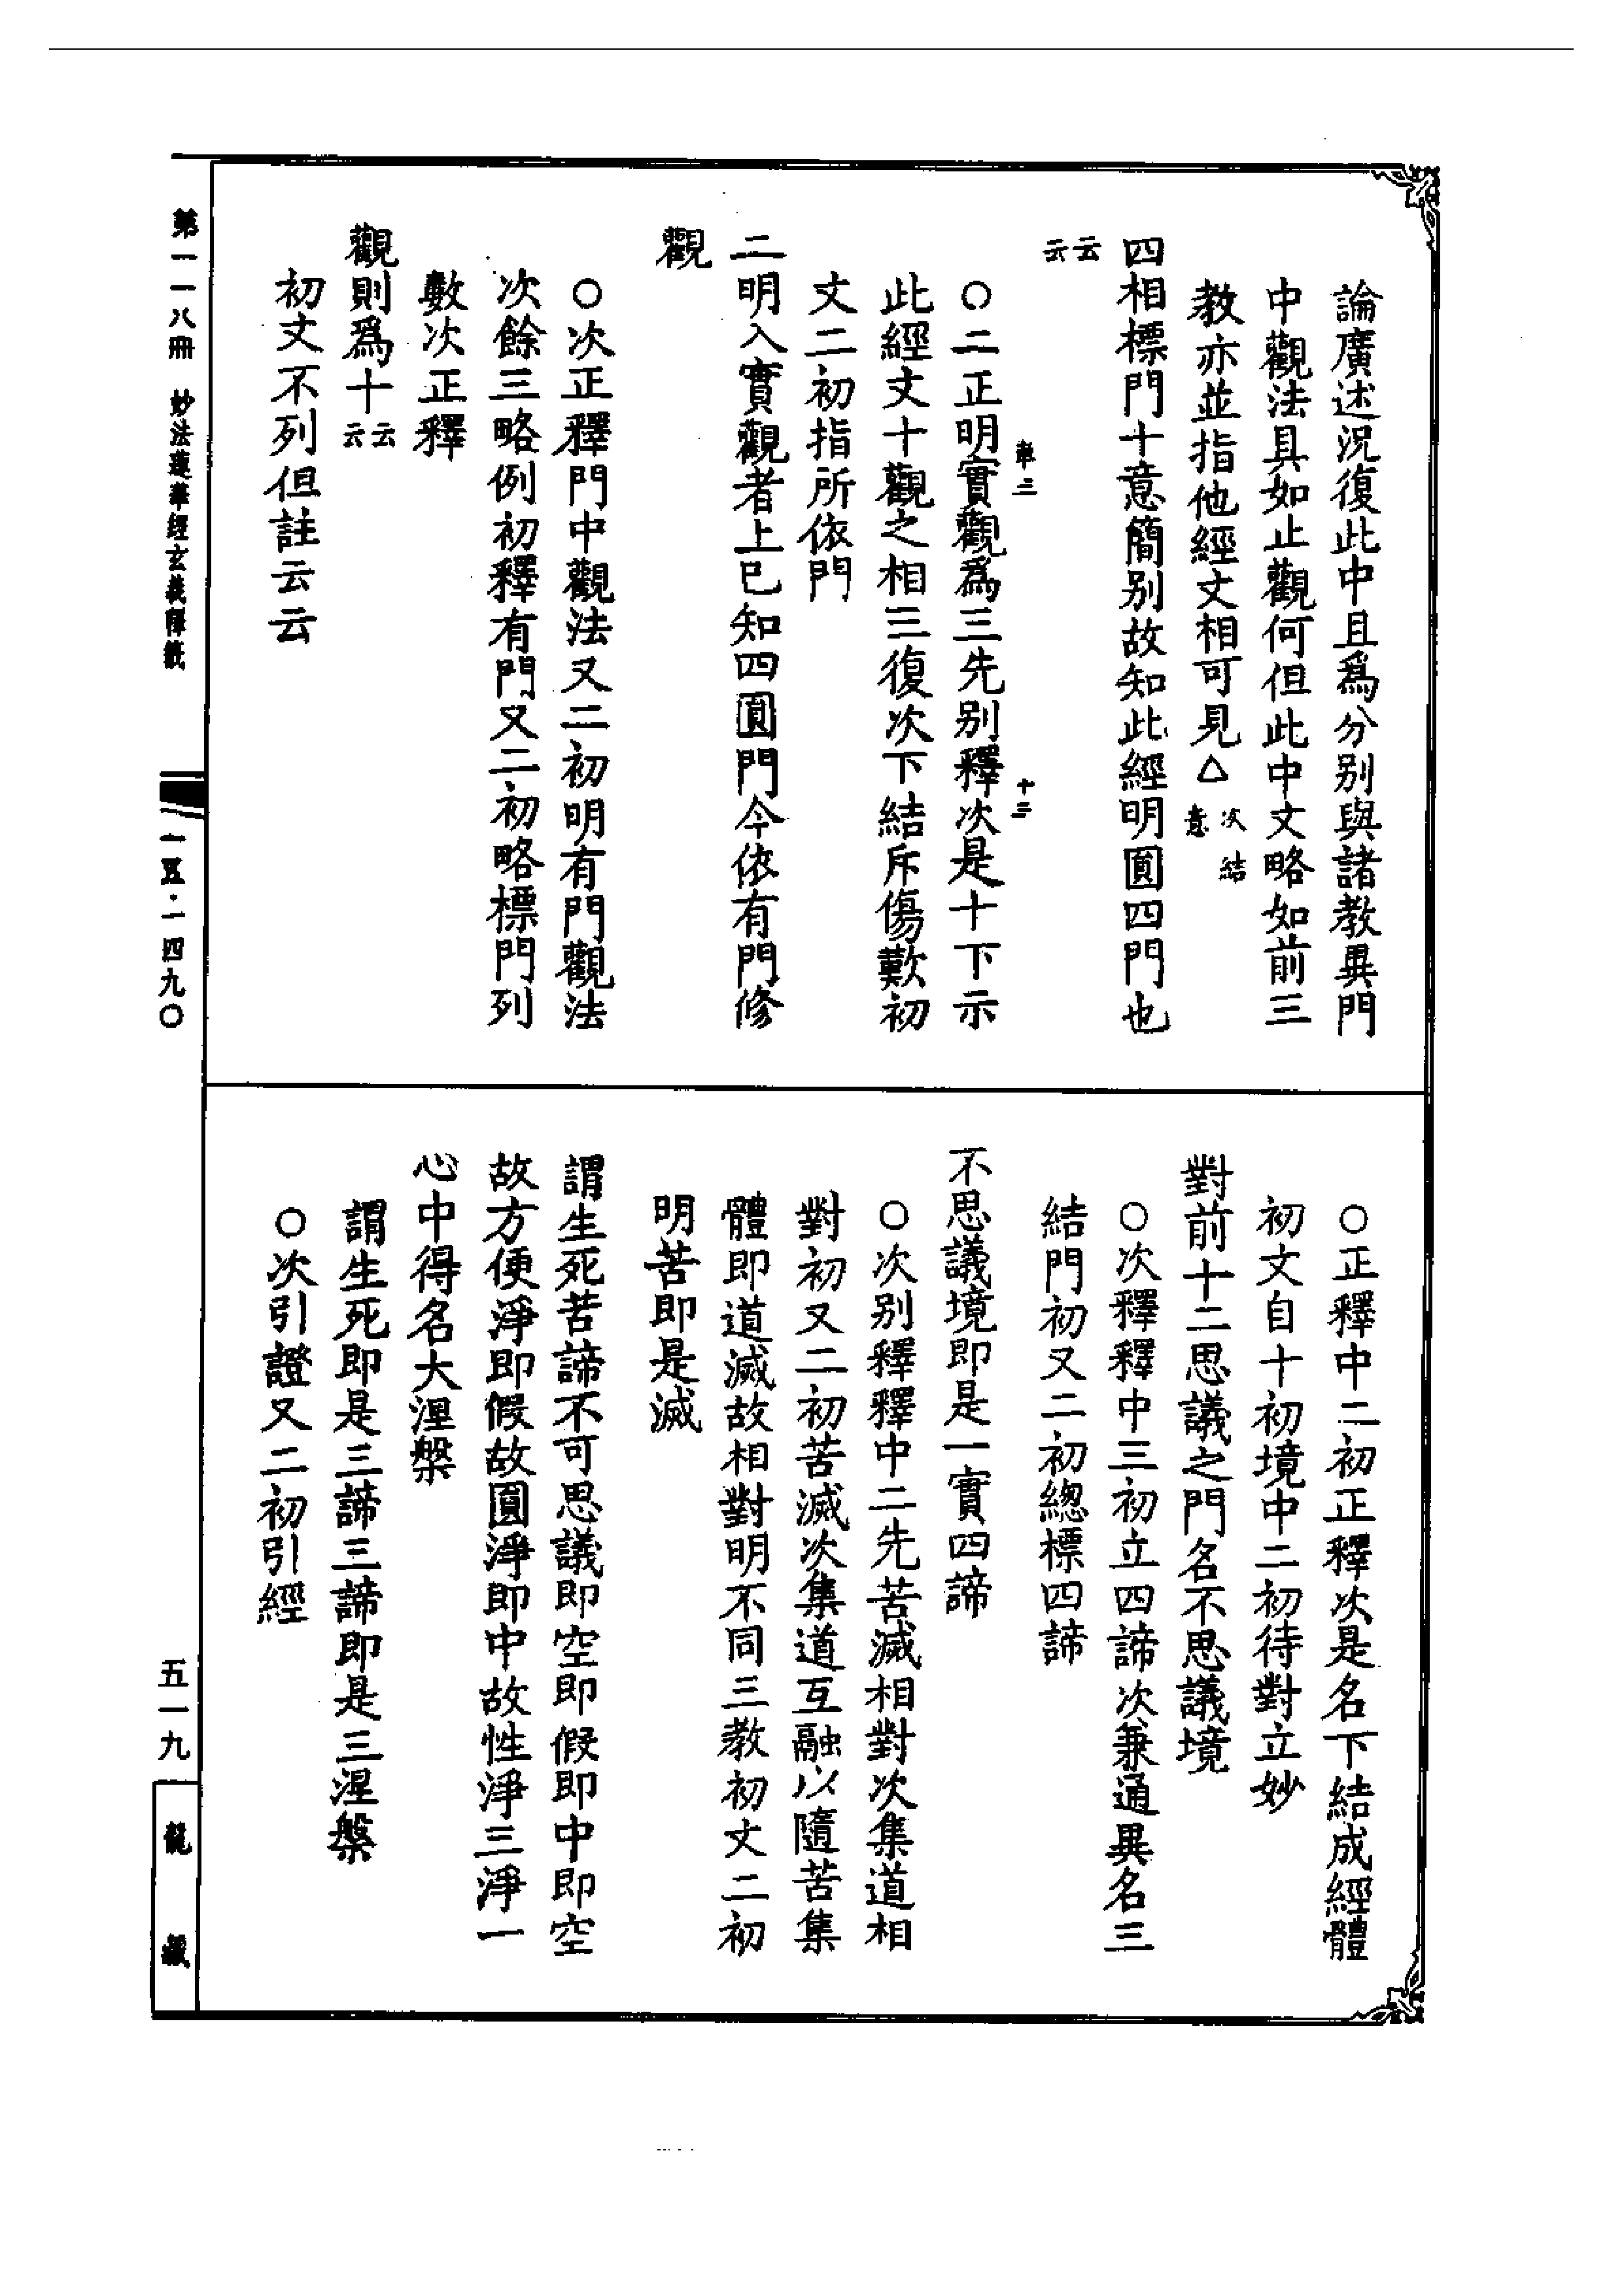 論廣述況復此中且爲分別與諸教異門
中觀法具如止觀何但此中文略如前三
教亦並指他經文相可見△次結意
四相標門十意簡別故知此經明圓四門也
云云
○二正明實觀爲三先別釋次是十下示
此經文十觀之相三復次下結斥傷歎初
文二初指所依門
二明入實觀者上已知四圓門今依有門修
觀
○次正釋門中觀法又二初明有門觀法
次餘三略例初釋有門又二初略標門列
數次正釋
觀則爲十云云
初文不列但註云云
十二
○正釋中二初正釋次是名下結成經體
初文自十初境中二初待對立妙
對前十二思議之門名不思議境
○次釋釋中三初立四諦次兼通異名三
結門初又二初總標四諦
不思議境即是一實四諦
○次別釋釋中二先苦滅相對次集道相
對初又二初苦滅次集道互融以隨苦集
體即道滅故相對明不同三教初文二初
明苦即是滅
謂生死苦諦不可思議即空即假即中即空
故方便淨即假故圓淨即中故性淨三淨一
心中得名大涅槃
謂生死即是三諦三諦即是三涅槃
○次引證又二初引經
第一一八冊 妙法蓮華經玄義釋籤
一五·一四九〇
五一九
龍藏